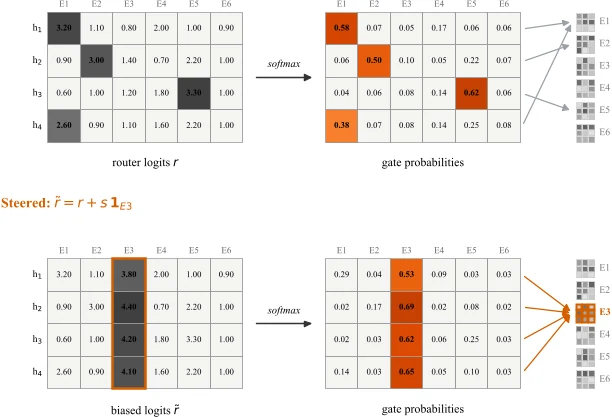 E1 E2 E3 E4 E5 E6
h1 3.20 1.10 0.80 2.00 1.00 0.90
h2 0.90 3.00 1.40 0.70 2.20 1.00
h3 0.60 1.00 1.20 1.80 3.30 1.00
h4 2.60 0.90 1.10 1.60 2.20 1.00
router logits r
softmax
E1 E2 E3 E4 E5 E6
0.58 0.07 0.05 0.17 0.06 0.06
0.06 0.50 0.10 0.05 0.22 0.07
0.04 0.06 0.08 0.14 0.62 0.06
0.38 0.07 0.08 0.14 0.25 0.08
gate probabilities
E1
E2
E3
E4
E5
E6
Steered: r̃ = r + s 1E3
E1 E2 E3 E4 E5 E6
h1 3.20 1.10 3.80 2.00 1.00 0.90
h2 0.90 3.00 4.40 0.70 2.20 1.00
h3 0.60 1.00 4.20 1.80 3.30 1.00
h4 2.60 0.90 4.10 1.60 2.20 1.00
biased logits r̃
softmax
E1 E2 E3 E4 E5 E6
0.29 0.04 0.53 0.09 0.03 0.03
0.02 0.17 0.69 0.02 0.08 0.02
0.02 0.03 0.62 0.06 0.25 0.03
0.14 0.03 0.65 0.05 0.10 0.03
gate probabilities
E1
E2
E3
E4
E5
E6